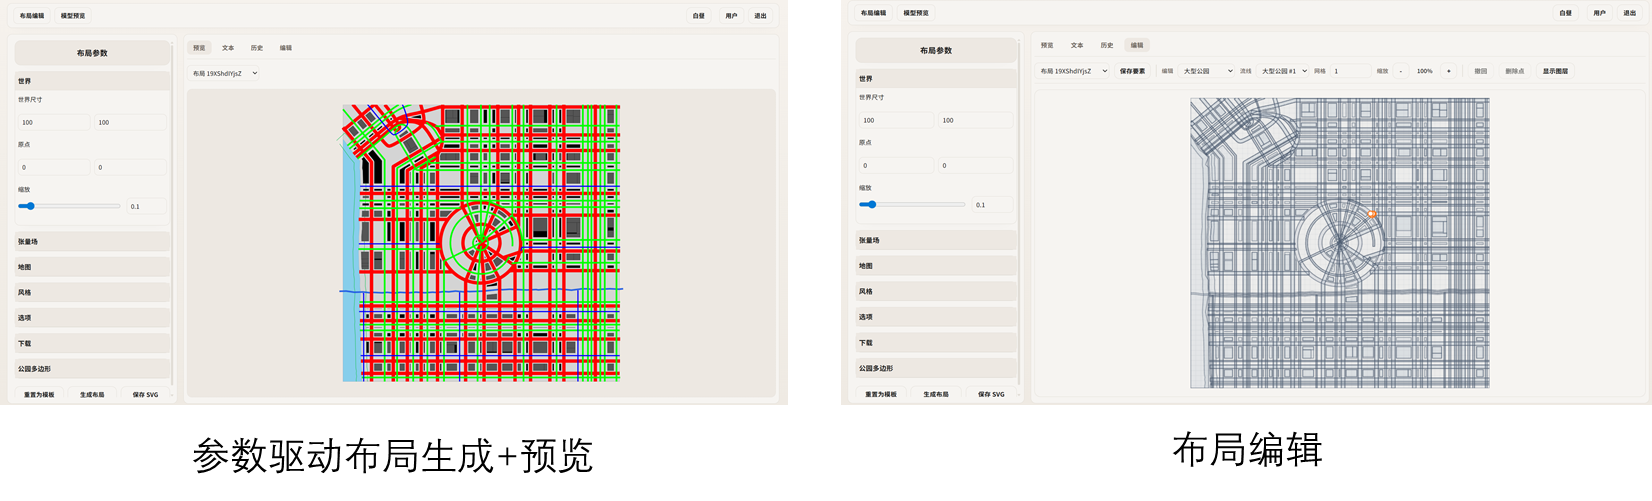 布局编辑 模型预览 白昼 用户 退出
布局参数
预览 文本 历史 编辑
布局 19XShdIYjsZ
世界
世界尺寸
100 100
原点
0 0
缩放
0.1
张量场
地图
风格
选项
下载
公园多边形
重置为模板 生成布局 保存 SVG
参数驱动布局生成+预览
布局编辑 模型预览 白昼 用户 退出
布局参数
预览 文本 历史 编辑
布局 19XShdIYjsZ 保存要素 编辑 大型公园 流线 大型公园 #1 网格 1 缩放 - 100% + 撤回 删除点 显示图层
世界
世界尺寸
100 100
原点
0 0
缩放
0.1
张量场
地图
风格
选项
下载
公园多边形
重置为模板 生成布局 保存 SVG
布局编辑